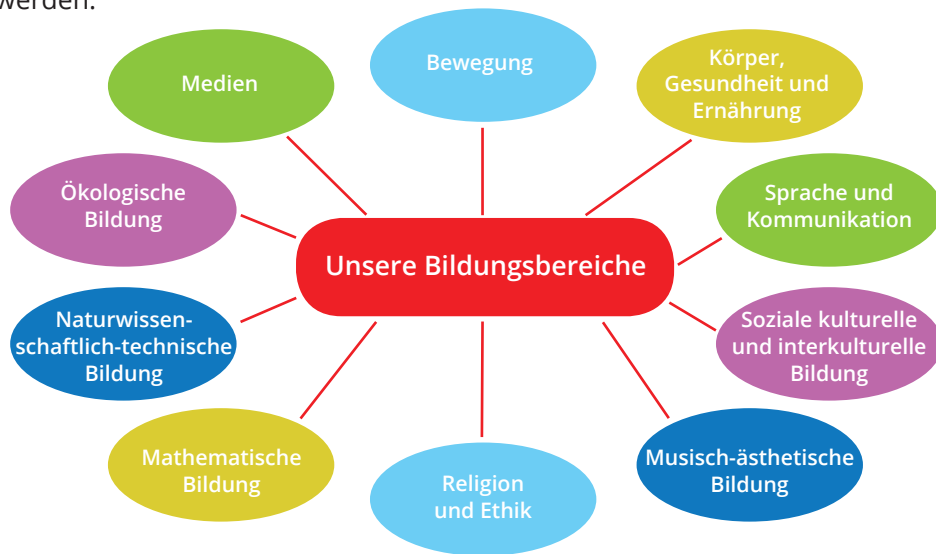 werden.
Bewegung
Medien
Körper,
Gesundheit und
Ernährung
Ökologische
Bildung
Sprache und
Kommunikation
Unsere Bildungsbereiche
Naturwissen-
schaftlich-technische
Bildung
Soziale kulturelle
und interkulturelle
Bildung
Mathematische
Bildung
Religion
und Ethik
Musisch-ästhetische
Bildung